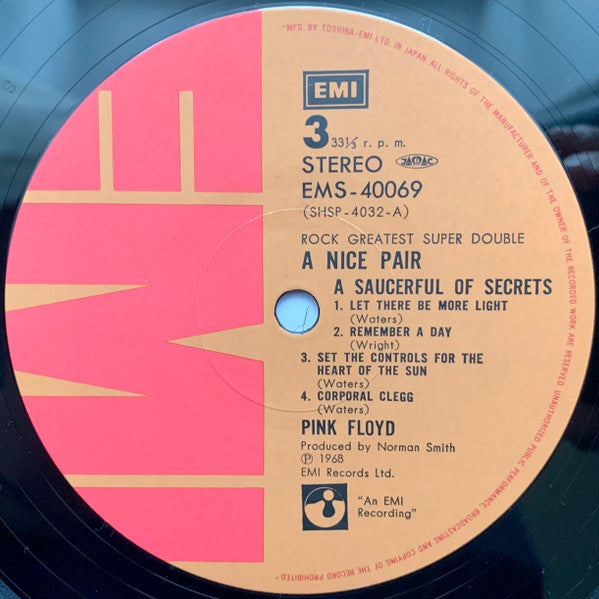 "MFD. BY TOSHIBA-EMI LTD. IN JAPAN. ALL RIGHTS OF THE MANUFACTURER AND OF THE OWNER OF THE RECORDED WORK ARE RESERVED UNAUTHORIZED PUBLIC PERFORMANCE BROADCASTING AND COPYING OF THE RECORD PROHIBITED."
EMI
3 33⅓ r. p. m.
STEREO JASRAC
EMS-40069
(SHSP-4032-A)
ROCK GREATEST SUPER DOUBLE
A NICE PAIR
A SAUCERFUL OF SECRETS
1. LET THERE BE MORE LIGHT
(Waters)
2. REMEMBER A DAY
(Wright)
3. SET THE CONTROLS FOR THE
HEART OF THE SUN
(Waters)
4. CORPORAL CLEGG
(Waters)
PINK FLOYD
Produced by Norman Smith
℗ 1968
EMI Records Ltd.
"An EMI
Recording"
EMI